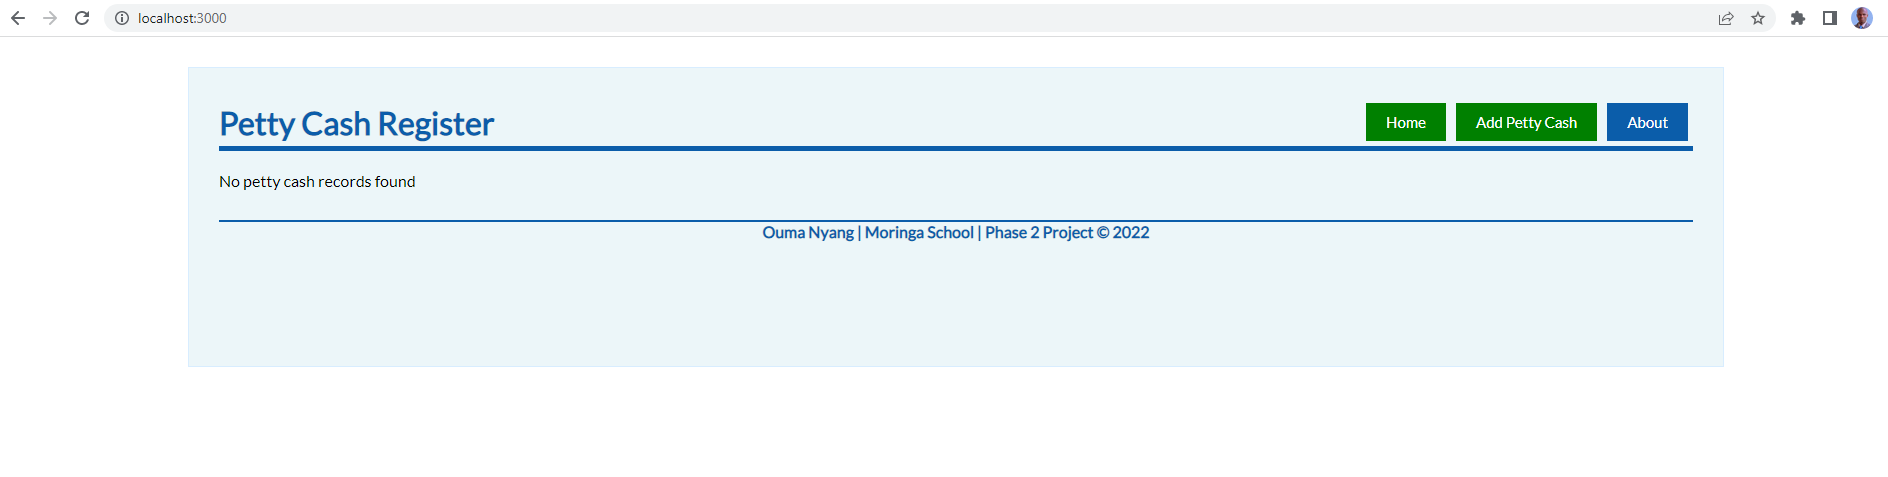 localhost:3000
Petty Cash Register
Home
Add Petty Cash
About
No petty cash records found
Ouma Nyang | Moringa School | Phase 2 Project © 2022